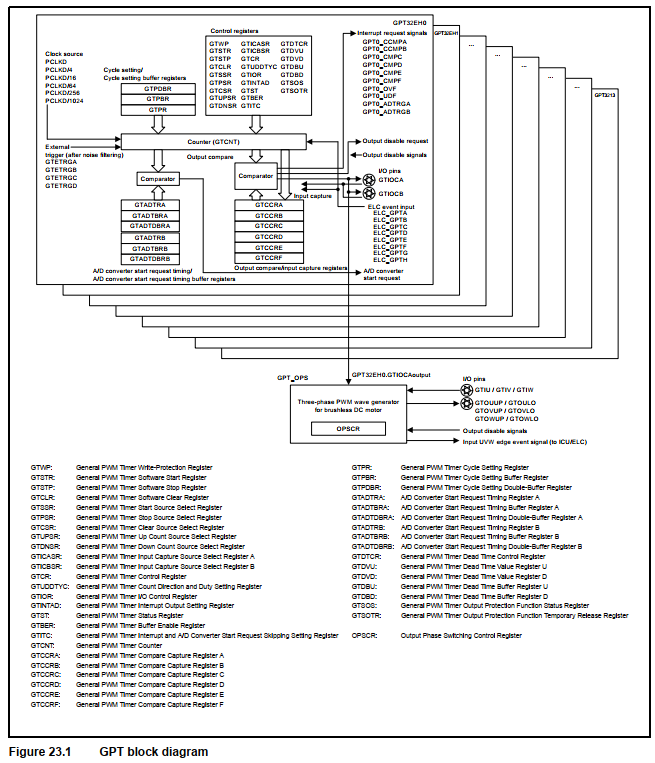 GPT32EH0
GPT32EH1
...
...
...
...
GPT3213
Clock source
PCLKD
PCLKD/4
PCLKD/16
PCLKD/64
PCLKD/256
PCLKD/1024
Cycle setting/
Cycle setting buffer registers
GTPDBR
GTPBR
GTPR
Control registers
GTWP GTICASR GTDTCR
GTSTR GTICBSR GTDVU
GTSTP GTCR GTDVD
GTCLR GTUDDTYC GTDBU
GTSSR GTIOR GTDBD
GTPSR GTINTAD GTSOS
GTCSR GTST GTSOTR
GTUPSR GTBER
GTDNSR GTITC
Interrupt request signals
GPT0_CCMPA
GPT0_CCMPB
GPT0_CMPC
GPT0_CMPD
GPT0_CMPE
GPT0_CMPF
GPT0_OVF
GPT0_UDF
GPT0_ADTRGA
GPT0_ADTRGB
Counter (GTCNT)
External
trigger (after noise filtering)
GTETRGA
GTETRGB
GTETRGC
GTETRGD
Output compare
Comparator
Comparator
Input capture
Output disable request
Output disable signals
I/O pins
GTIOCA
GTIOCB
ELC event input
ELC_GPTA
ELC_GPTB
ELC_GPTC
ELC_GPTD
ELC_GPTE
ELC_GPTF
ELC_GPTG
ELC_GPTH
GTADTRA
GTADTBRA
GTADTDBRA
GTADTRB
GTADTBRB
GTADTDBRB
GTCCRA
GTCCRB
GTCCRC
GTCCRD
GTCCRE
GTCCRF
A/D converter start request timing/
A/D converter start request timing buffer registers
Output compare/input capture registers
A/D converter
start request
GPT_OPS
GPT32EH0.GTIOCAoutput
I/O pins
Three-phase PWM wave generator
for brushless DC motor
OPSCR
GTIU / GTIV / GTIW
GTOUUP / GTOULO
GTOVUP / GTOVLO
GTOWUP / GTOWLO
Output disable signals
Input UVW edge event signal (to ICU/ELC)
GTWP: General PWM Timer Write-Protection Register
GTSTR: General PWM Timer Software Start Register
GTSTP: General PWM Timer Software Stop Register
GTCLR: General PWM Timer Software Clear Register
GTSSR: General PWM Timer Start Source Select Register
GTPSR: General PWM Timer Stop Source Select Register
GTCSR: General PWM Timer Clear Source Select Register
GTUPSR: General PWM Timer Up Count Source Select Register
GTDNSR: General PWM Timer Down Count Source Select Register
GTICASR: General PWM Timer Input Capture Source Select Register A
GTICBSR: General PWM Timer Input Capture Source Select Register B
GTCR: General PWM Timer Control Register
GTUDDTYC: General PWM Timer Count Direction and Duty Setting Register
GTIOR: General PWM Timer I/O Control Register
GTINTAD: General PWM Timer Interrupt Output Setting Register
GTST: General PWM Timer Status Register
GTBER: General PWM Timer Buffer Enable Register
GTITC: General PWM Timer Interrupt and A/D Converter Start Request Skipping Setting Register
GTCNT: General PWM Timer Counter
GTCCRA: General PWM Timer Compare Capture Register A
GTCCRB: General PWM Timer Compare Capture Register B
GTCCRC: General PWM Timer Compare Capture Register C
GTCCRD: General PWM Timer Compare Capture Register D
GTCCRE: General PWM Timer Compare Capture Register E
GTCCRF: General PWM Timer Compare Capture Register F
GTPR: General PWM Timer Cycle Setting Register
GTPBR: General PWM Timer Cycle Setting Buffer Register
GTPDBR: General PWM Timer Cycle Setting Double-Buffer Register
GTADTRA: A/D Converter Start Request Timing Register A
GTADTBRA: A/D Converter Start Request Timing Buffer Register A
GTADTDBRA: A/D Converter Start Request Timing Double-Buffer Register A
GTADTRB: A/D Converter Start Request Timing Register B
GTADTBRB: A/D Converter Start Request Timing Buffer Register B
GTADTDBRB: A/D Converter Start Request Timing Double-Buffer Register B
GTDTCR: General PWM Timer Dead Time Control Register
GTDVU: General PWM Timer Dead Time Value Register U
GTDVD: General PWM Timer Dead Time Value Register D
GTDBU: General PWM Timer Dead Time Buffer Register U
GTDBD: General PWM Timer Dead Time Buffer Register D
GTSOS: General PWM Timer Output Protection Function Status Register
GTSOTR: General PWM Timer Output Protection Function Temporary Release Register
OPSCR: Output Phase Switching Control Register
Figure 23.1 GPT block diagram